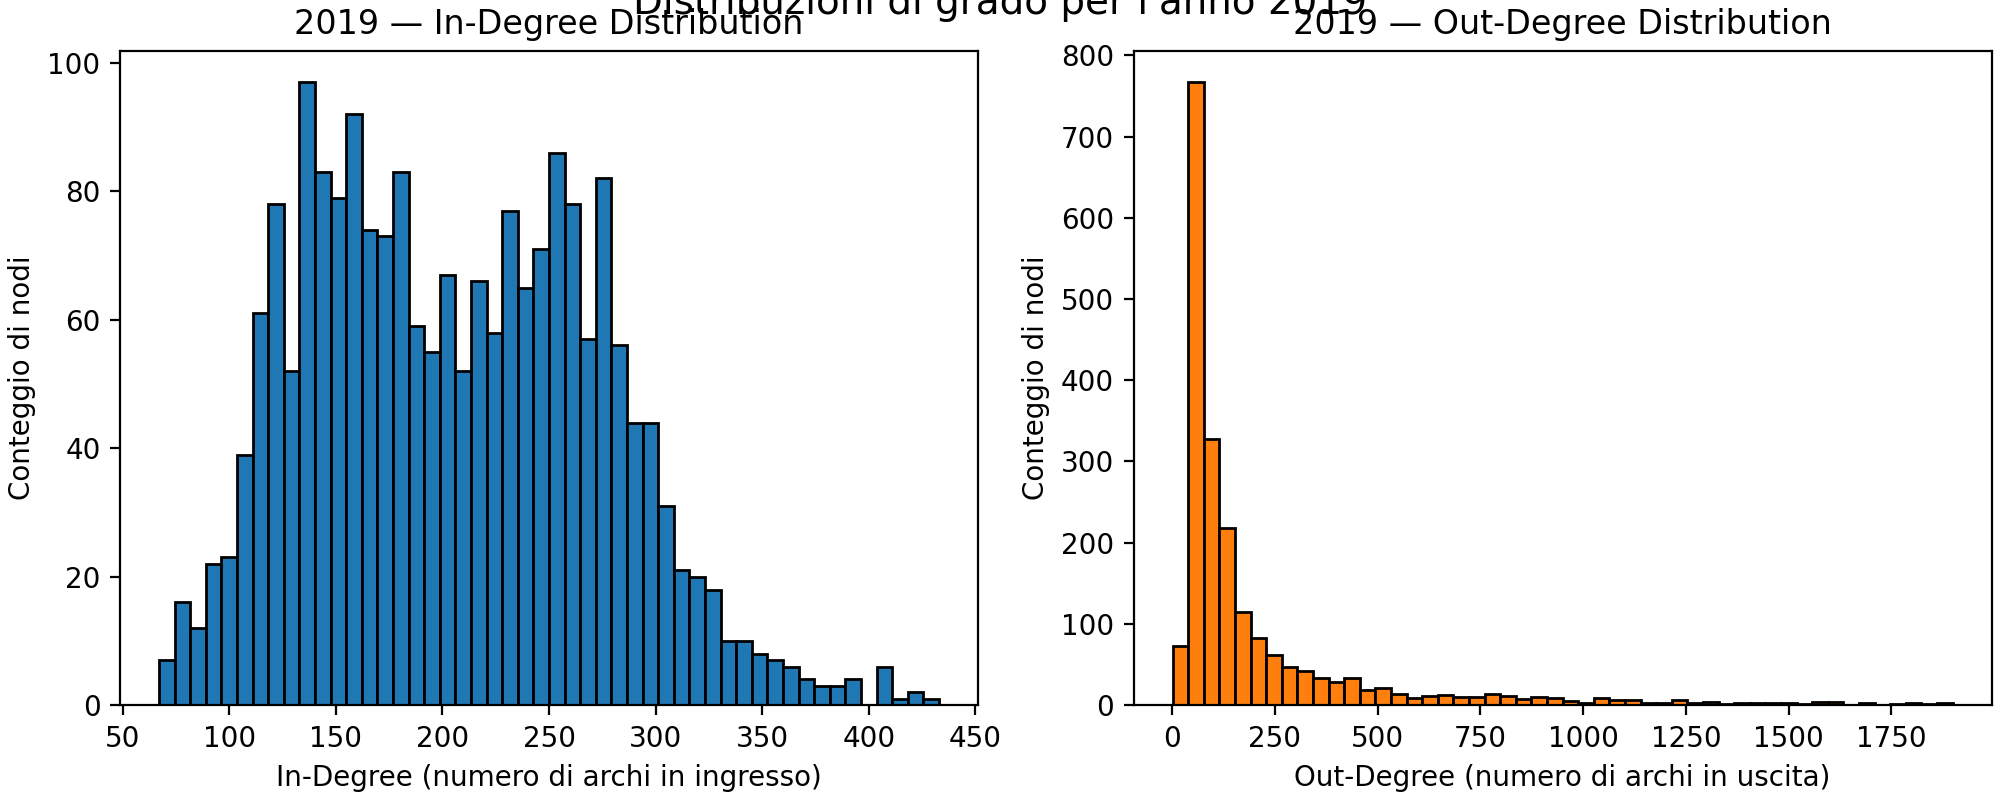 Distribuzioni di grado per l'anno 2019
2019 — In-Degree Distribution
100
80
60
40
20
0
Conteggio di nodi
50 100 150 200 250 300 350 400 450
In-Degree (numero di archi in ingresso)
2019 — Out-Degree Distribution
800
700
600
500
400
300
200
100
0
Conteggio di nodi
0 250 500 750 1000 1250 1500 1750
Out-Degree (numero di archi in uscita)